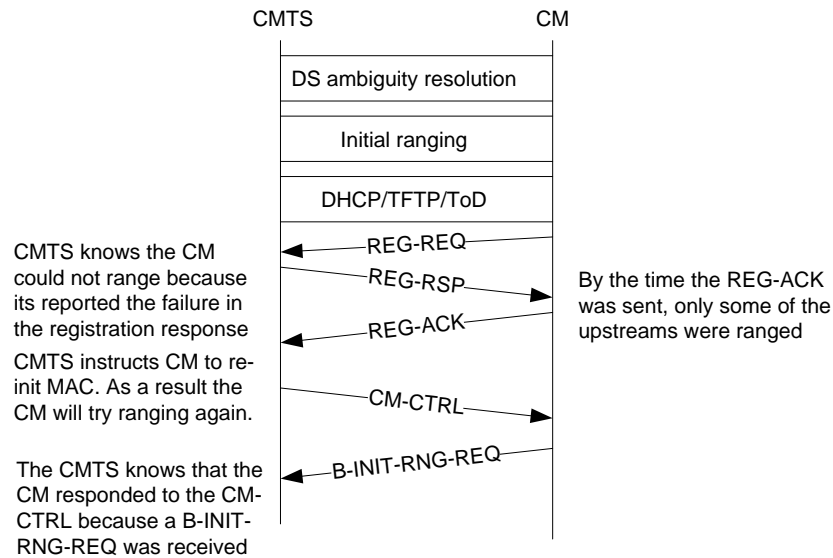 CMTS
CM
DS ambiguity resolution
Initial ranging
DHCP/TFTP/ToD
REG-REQ
CMTS knows the CM
could not range because
its reported the failure in
the registration response
REG-RSP
By the time the REG-ACK
was sent, only some of the
upstreams were ranged
REG-ACK
CMTS instructs CM to re-
init MAC. As a result the
CM will try ranging again.
CM-CTRL
B-INIT-RNG-REQ
The CMTS knows that the
CM responded to the CM-
CTRL because a B-INIT-
RNG-REQ was received